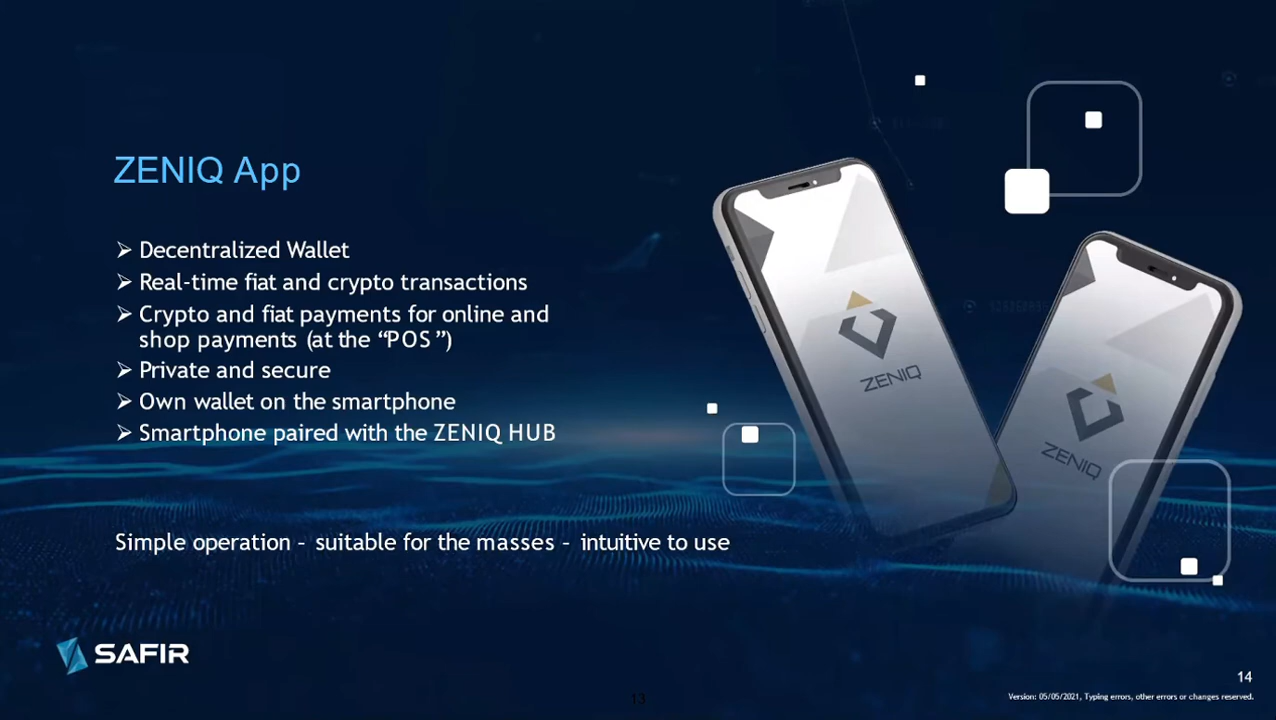 ZENIQ App
➢ Decentralized Wallet
➢ Real-time fiat and crypto transactions
➢ Crypto and fiat payments for online and
shop payments (at the “POS ”)
➢ Private and secure
➢ Own wallet on the smartphone
➢ Smartphone paired with the ZENIQ HUB
ZENIQ
ZENIQ
Simple operation – suitable for the masses – intuitive to use
SAFIR
14
13
Version: 05/05/2021, Typing errors, other errors or changes reserved.